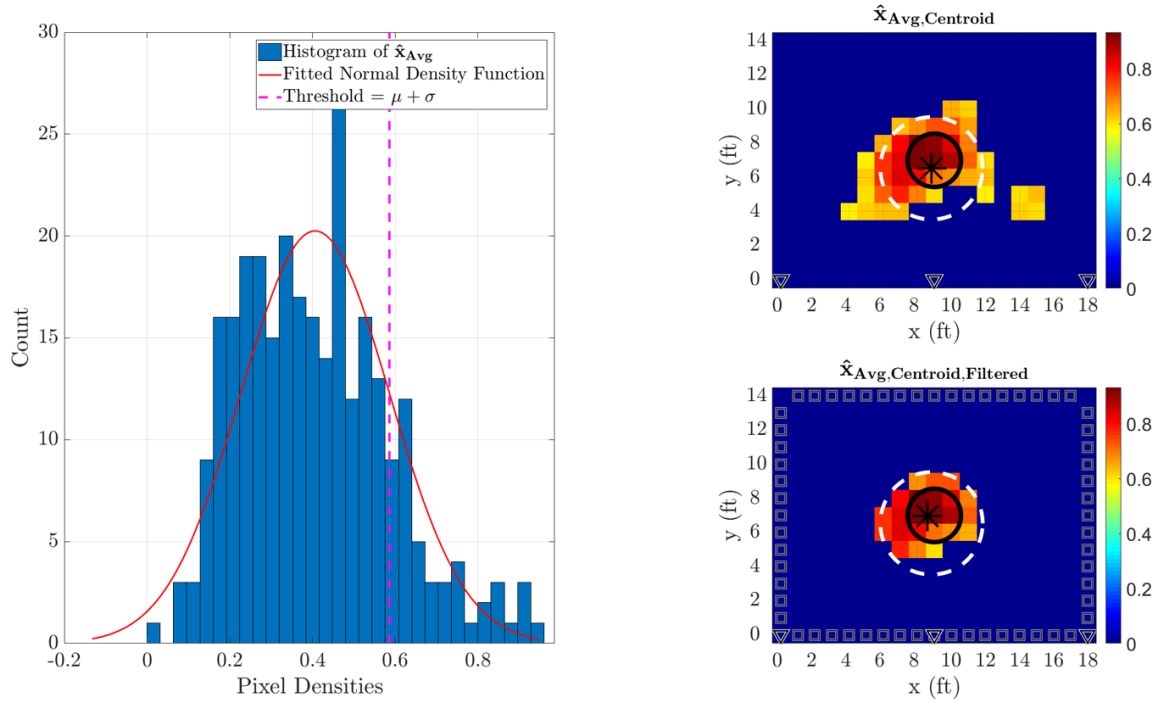 30
25
20
15
10
5
0
Count
-0.2 0 0.2 0.4 0.6 0.8
Pixel Densities
Histogram of x̂_Avg
Fitted Normal Density Function
Threshold = μ + σ
x̂_Avg,Centroid
14
12
10
8
6
4
2
0
y (ft)
0 2 4 6 8 10 12 14 16 18
x (ft)
0.8
0.6
0.4
0.2
0
x̂_Avg,Centroid,Filtered
14
12
10
8
6
4
2
0
y (ft)
0 2 4 6 8 10 12 14 16 18
x (ft)
0.8
0.6
0.4
0.2
0